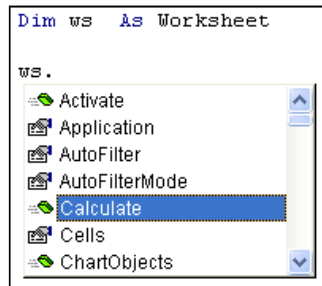 Dim ws As Worksheet
ws.
Activate
Application
AutoFilter
AutoFilterMode
Calculate
Cells
ChartObjects